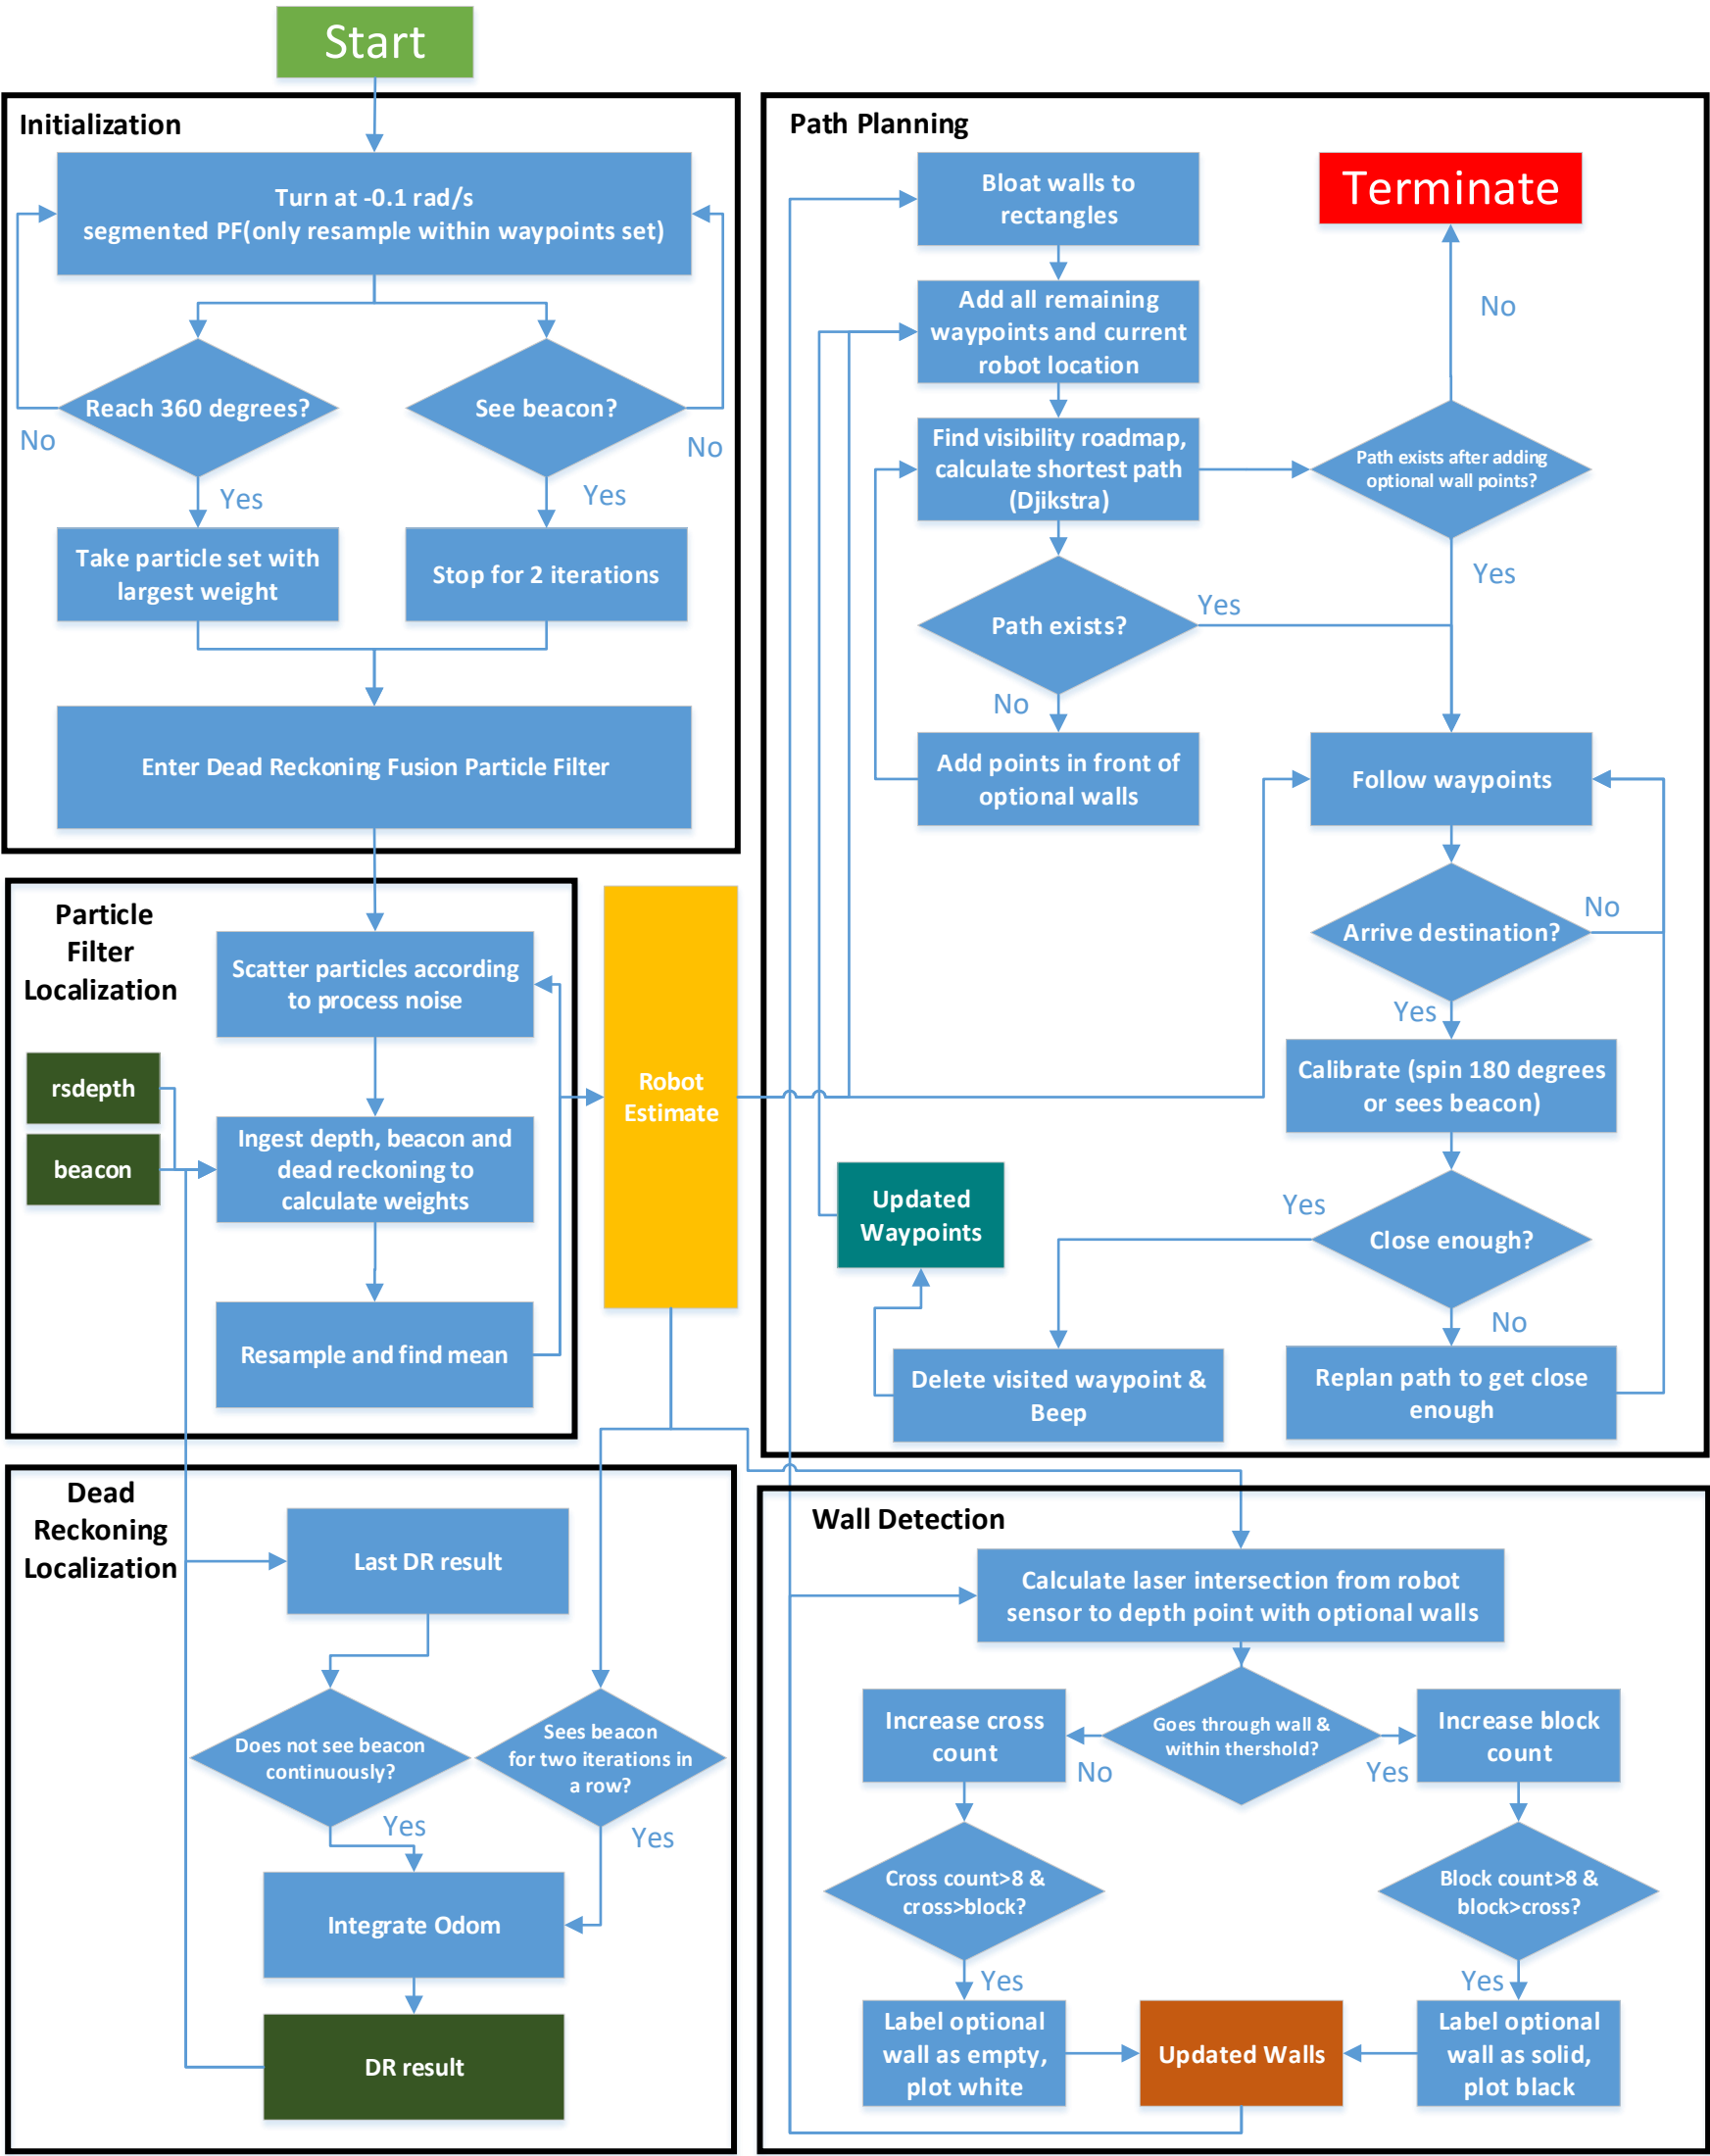 Start
Initialization
Turn at -0.1 rad/s
segmented PF(only resample within waypoints set)
Reach 360 degrees?
See beacon?
No
No
Yes
Yes
Take particle set with
largest weight
Stop for 2 iterations
Enter Dead Reckoning Fusion Particle Filter
Particle
Filter
Localization
Scatter particles according
to process noise
rsdepth
beacon
Ingest depth, beacon and
dead reckoning to
calculate weights
Resample and find mean
Robot
Estimate
Dead
Reckoning
Localization
Last DR result
Does not see beacon
continuously?
Sees beacon
for two iterations in
a row?
Yes
Yes
Integrate Odom
DR result
Path Planning
Bloat walls to
rectangles
Terminate
No
Add all remaining
waypoints and current
robot location
Find visibility roadmap,
calculate shortest path
(Djikstra)
Path exists after adding
optional wall points?
Yes
Path exists?
Yes
No
Add points in front of
optional walls
Follow waypoints
Arrive destination?
No
Yes
Calibrate (spin 180 degrees
or sees beacon)
Updated
Waypoints
Yes
Close enough?
No
Delete visited waypoint &
Beep
Replan path to get close
enough
Wall Detection
Calculate laser intersection from robot
sensor to depth point with optional walls
Increase cross
count
Goes through wall &
within thershold?
Increase block
count
No
Yes
Cross count>8 &
cross>block?
Block count>8 &
block>cross?
Yes
Yes
Label optional
wall as empty,
plot white
Updated Walls
Label optional
wall as solid,
plot black